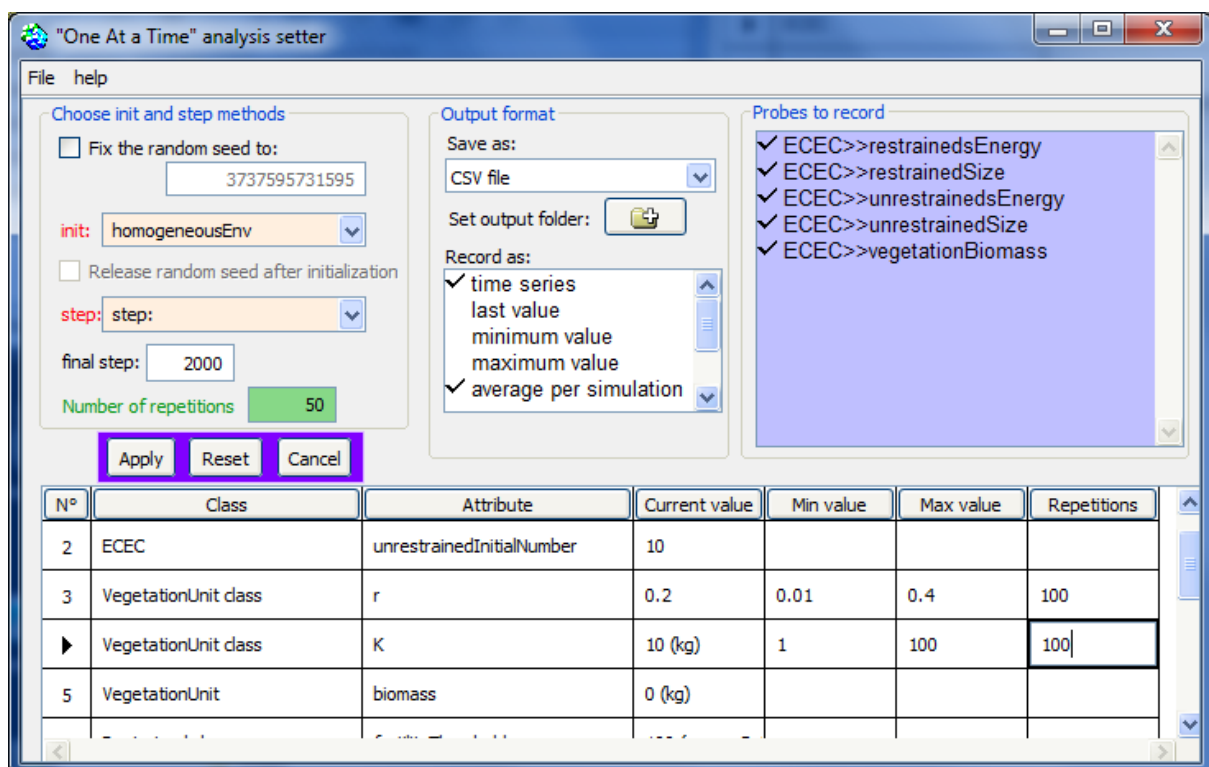 "One At a Time" analysis setter
File help
Choose init and step methods
Fix the random seed to:
3737595731595
init: homogeneousEnv
Release random seed after initialization
step: step:
final step: 2000
Number of repetitions 50
Apply Reset Cancel
Output format
Save as:
CSV file
Set output folder:
Record as:
time series
last value
minimum value
maximum value
average per simulation
Probes to record
ECEC>>restrainedsEnergy
ECEC>>restrainedSize
ECEC>>unrestrainedsEnergy
ECEC>>unrestrainedSize
ECEC>>vegetationBiomass
N° Class Attribute Current value Min value Max value Repetitions
2 ECEC unrestrainedInitialNumber 10
3 VegetationUnit class r 0.2 0.01 0.4 100
VegetationUnit class K 10 (kg) 1 100 100
5 VegetationUnit biomass 0 (kg)